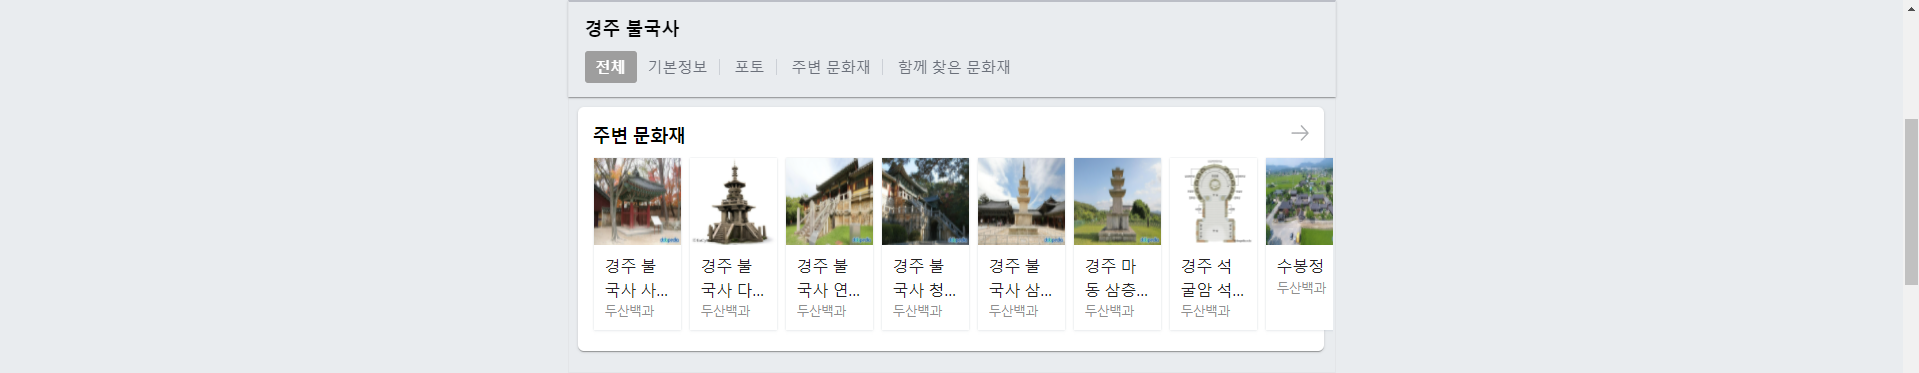 경주 불국사
전체 기본정보 포토 주변 문화재 함께 찾은 문화재
주변 문화재
경주 불
국사 사...
두산백과
경주 불
국사 다...
두산백과
경주 불
국사 연...
두산백과
경주 불
국사 청...
두산백과
경주 불
국사 삼...
두산백과
경주 마
동 삼층...
두산백과
경주 석
굴암 석...
두산백과
수봉정
두산백과